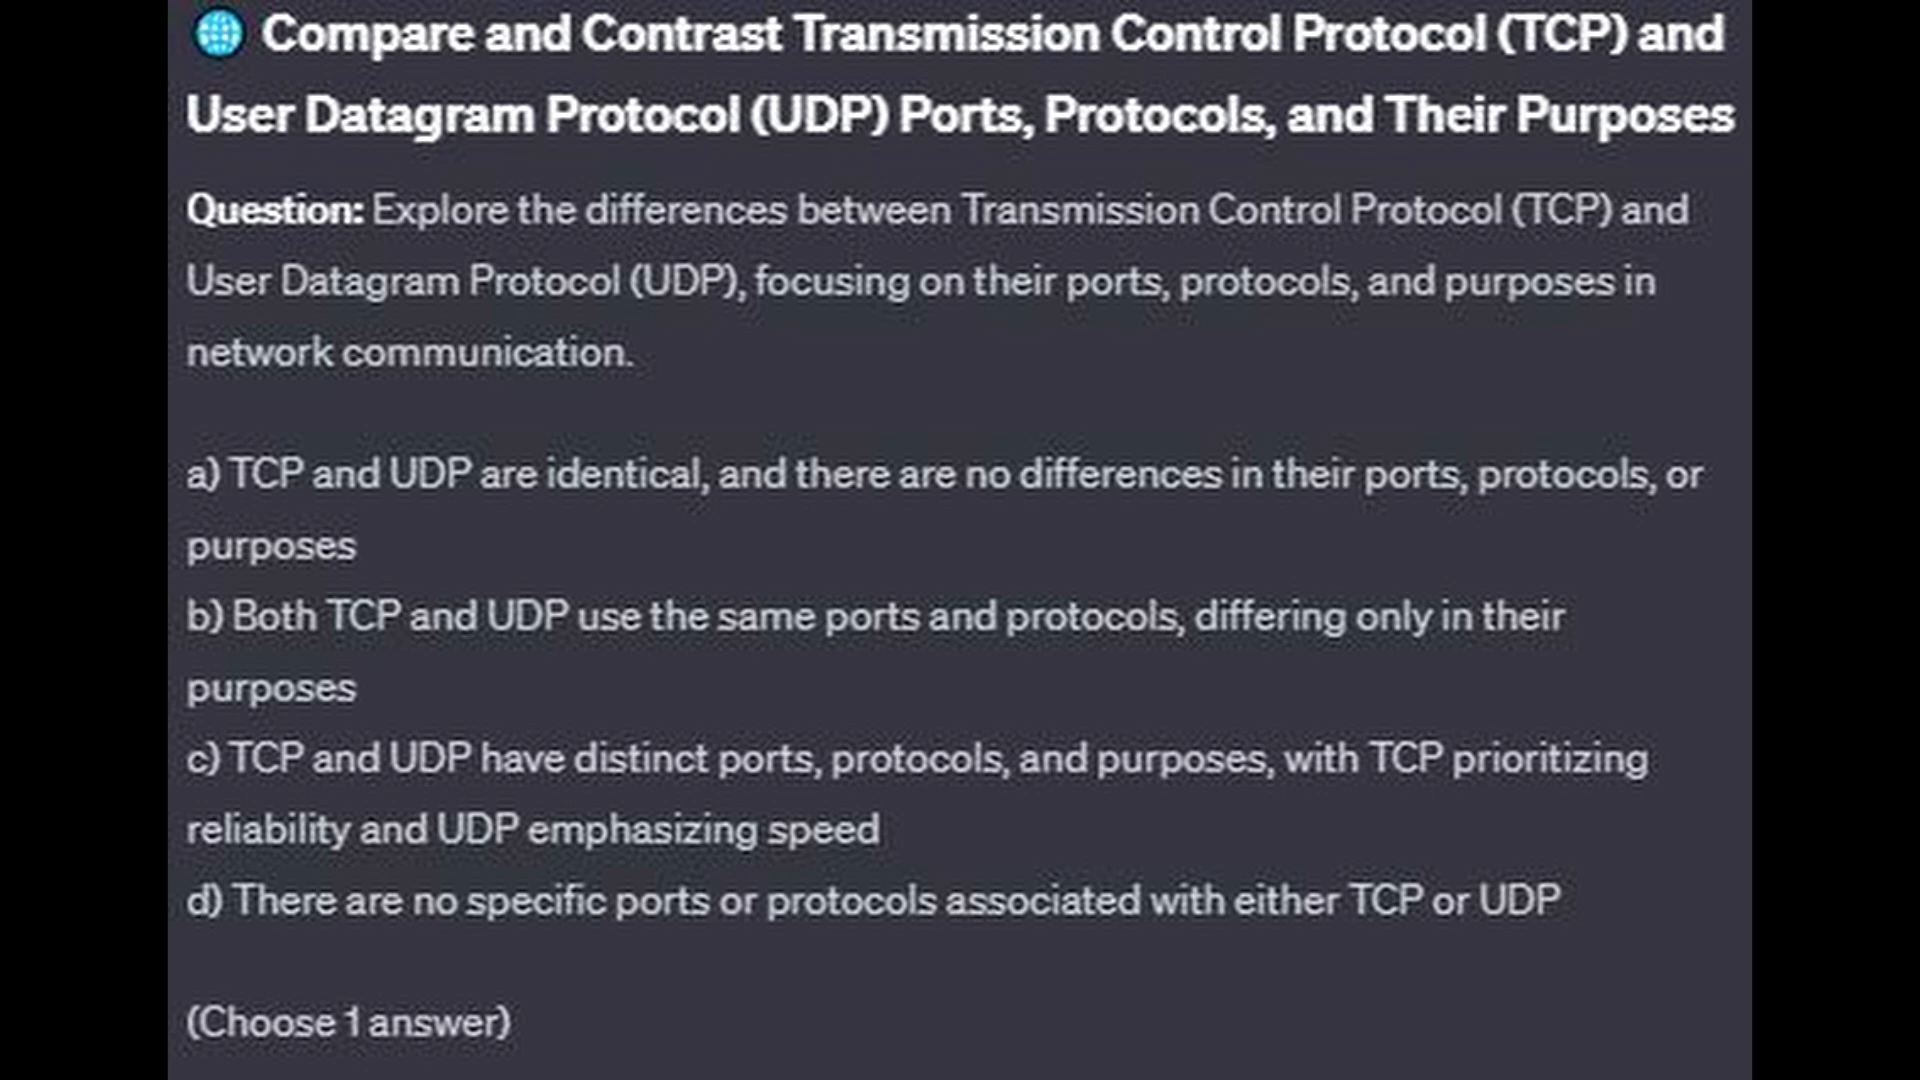 🌐 Compare and Contrast Transmission Control Protocol (TCP) and
User Datagram Protocol (UDP) Ports, Protocols, and Their Purposes
Question: Explore the differences between Transmission Control Protocol (TCP) and
User Datagram Protocol (UDP), focusing on their ports, protocols, and purposes in
network communication.
a) TCP and UDP are identical, and there are no differences in their ports, protocols, or
purposes
b) Both TCP and UDP use the same ports and protocols, differing only in their
purposes
c) TCP and UDP have distinct ports, protocols, and purposes, with TCP prioritizing
reliability and UDP emphasizing speed
d) There are no specific ports or protocols associated with either TCP or UDP
(Choose 1 answer)